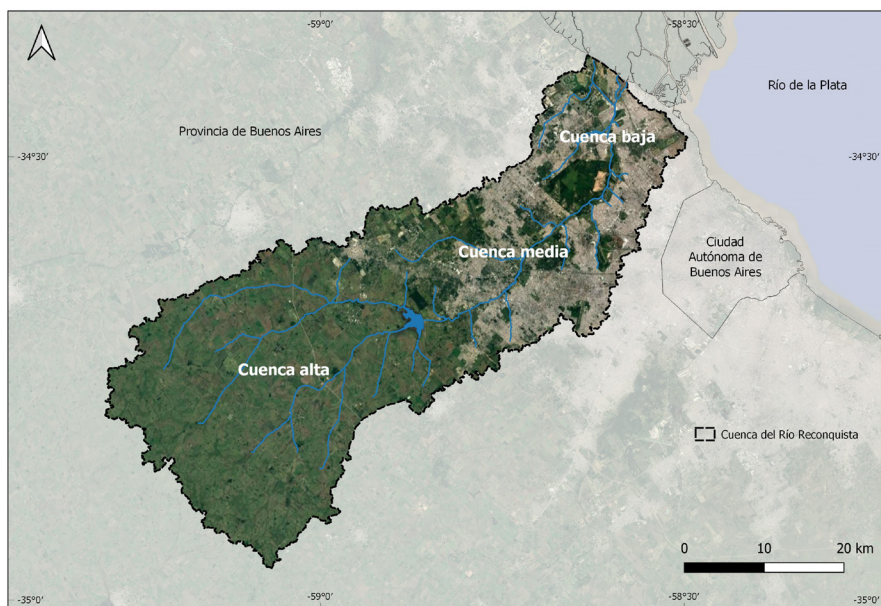 -59°0'
-58°30'
Río de la Plata
Provincia de Buenos Aires
Cuenca baja
-34°30'
-34°30'
Ciudad
Autónoma de
Buenos Aires
Cuenca media
Cuenca alta
Cuenca del Río Reconquista
0
10
20 km
-35°0'
-59°0'
-58°30'
-35°0'